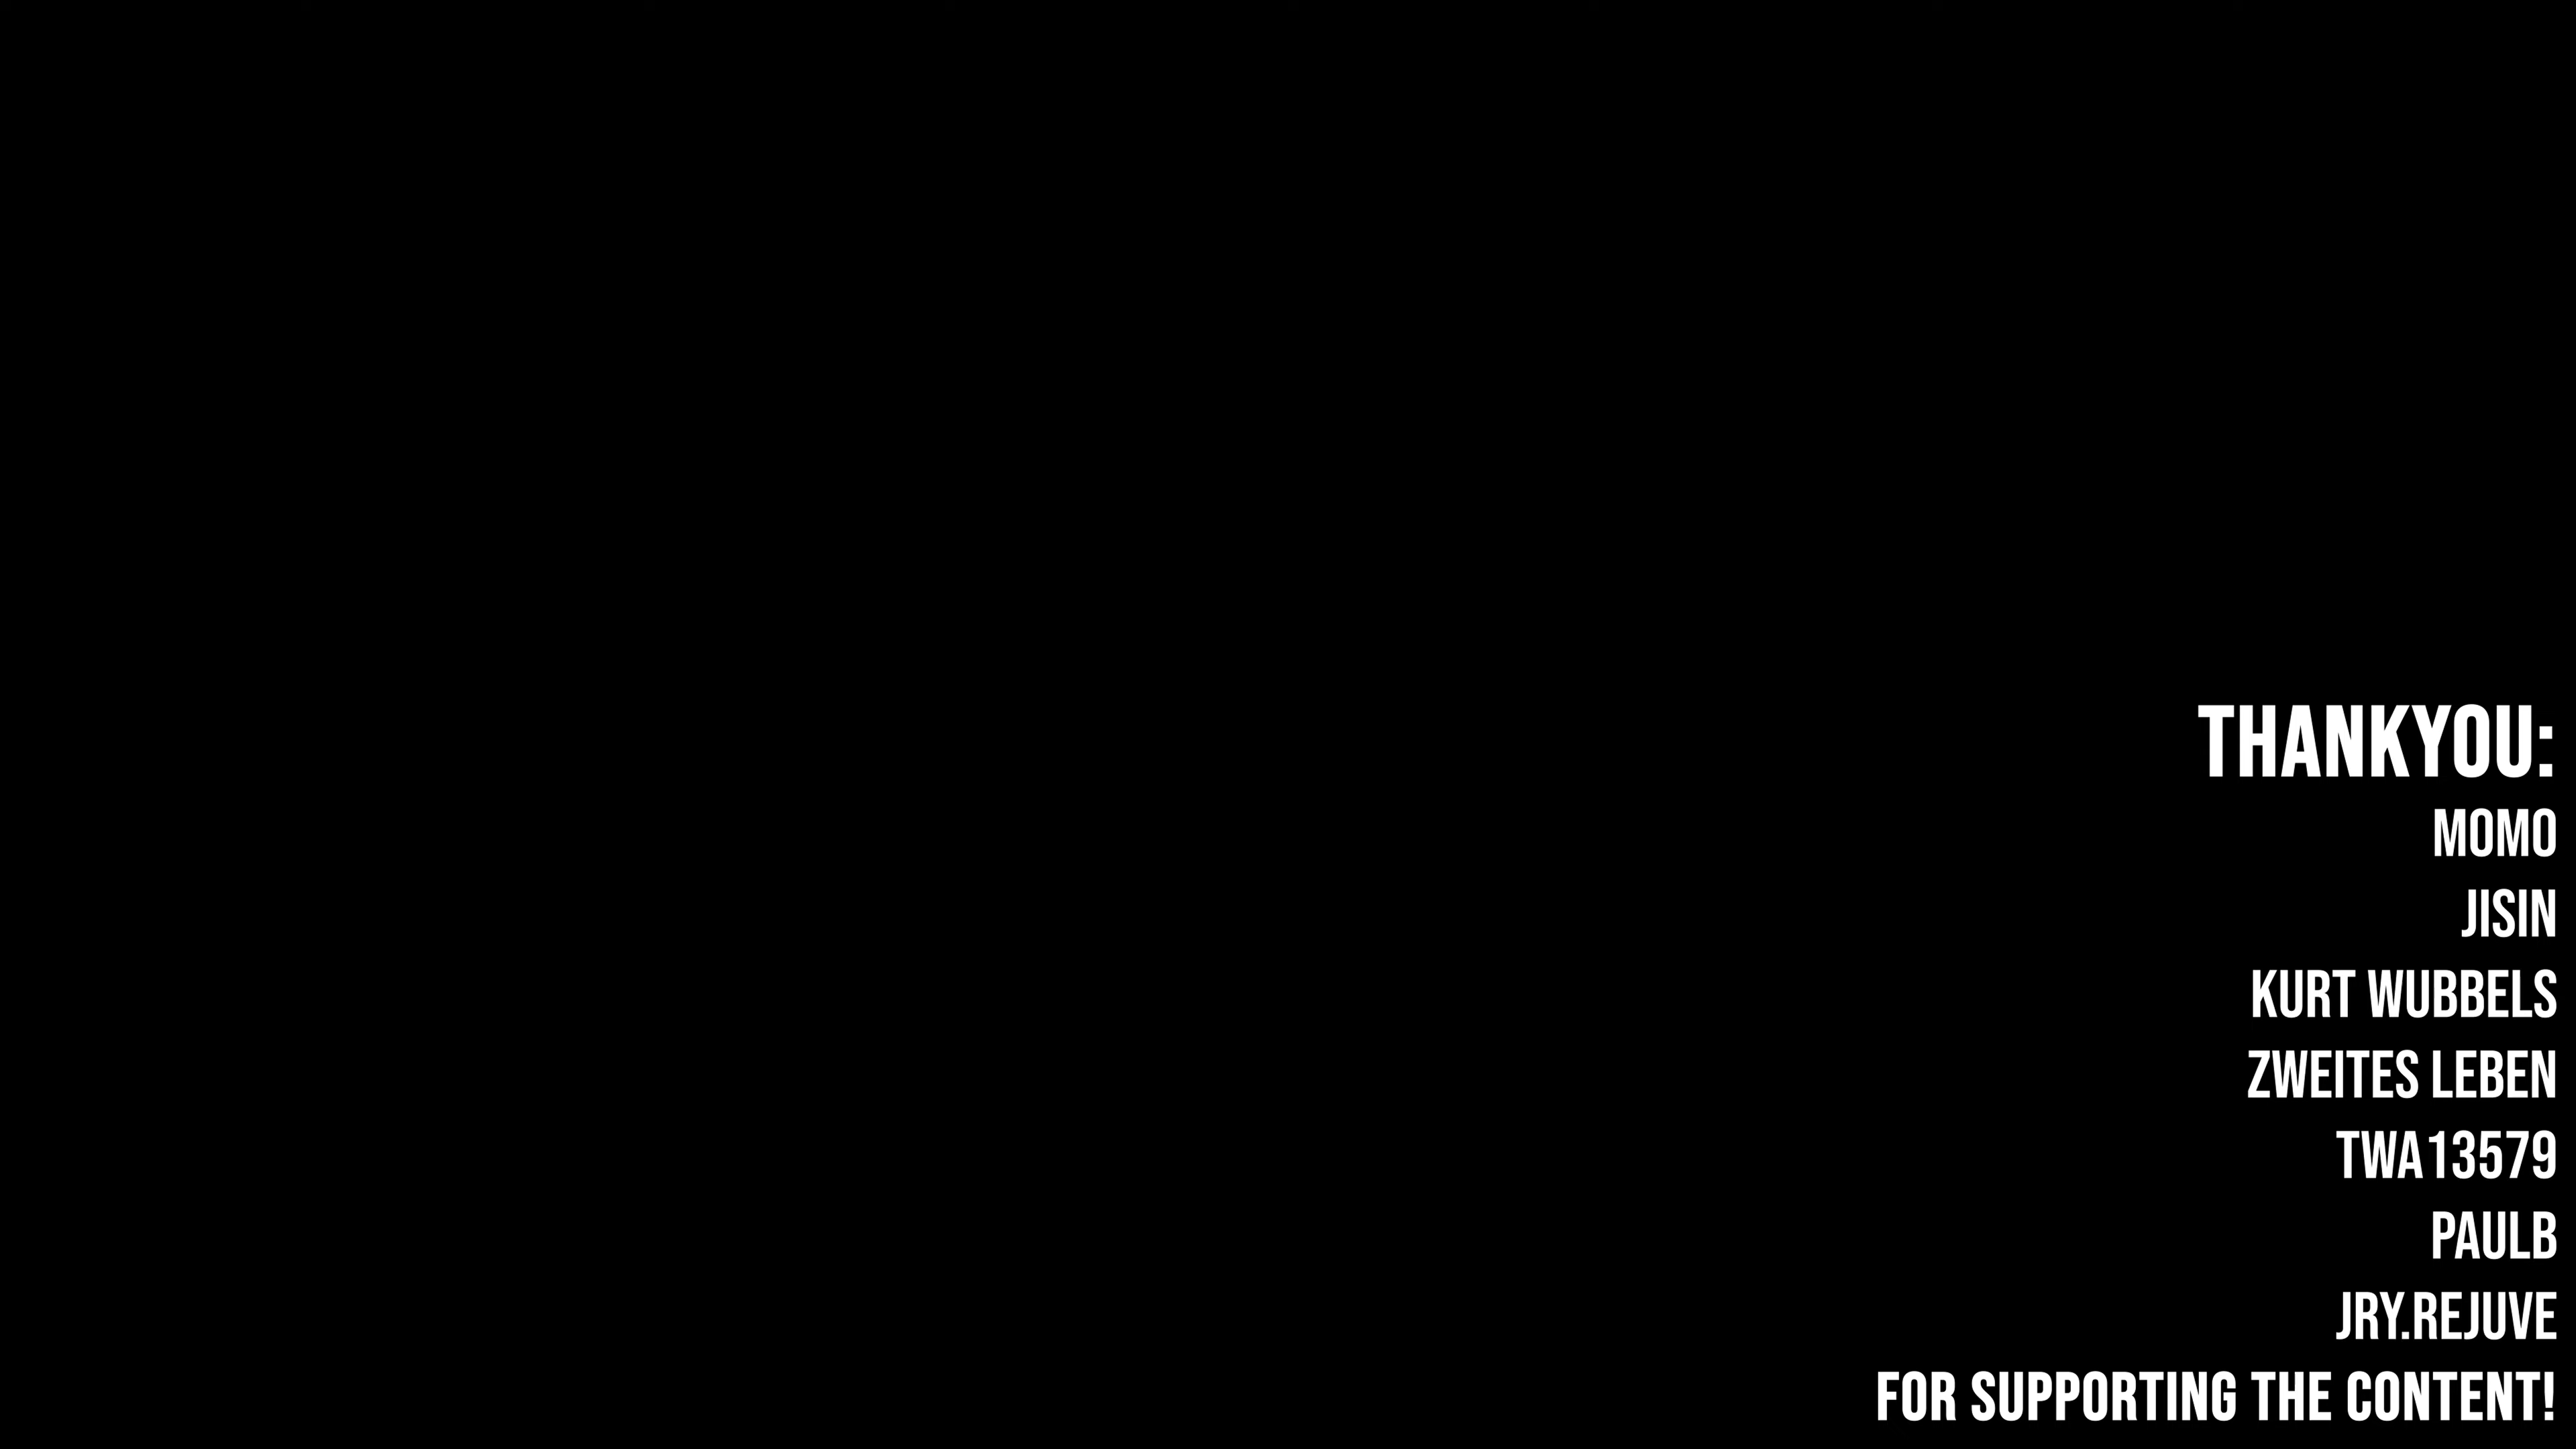 THANKYOU:
MOMO
JISIN
KURT WUBBELS
ZWEITES LEBEN
TWA13579
PAULB
JRY.REJUVE
FOR SUPPORTING THE CONTENT!